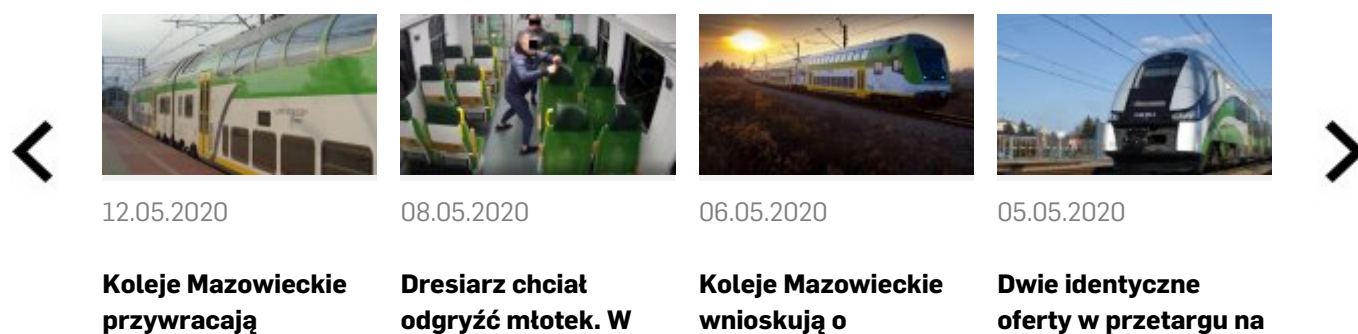 12.05.2020
Koleje Mazowieckie
przywracają
08.05.2020
Dresiarz chciał
odgryźć młotek. W
06.05.2020
Koleje Mazowieckie
wnioskują o
05.05.2020
Dwie identyczne
oferty w przetargu na